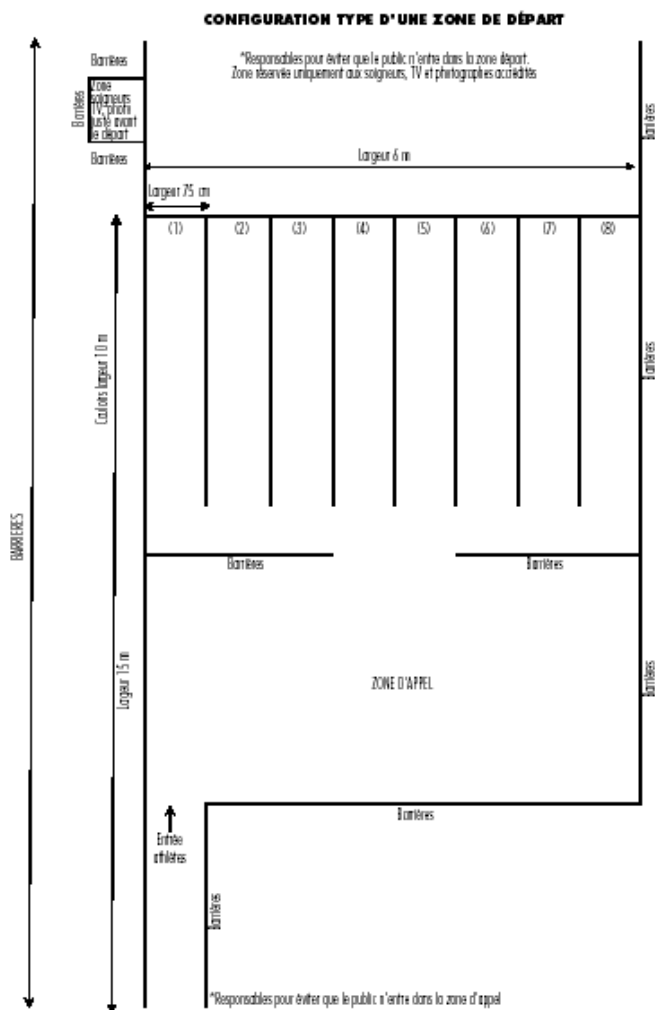 CONFIGURATION TYPE D'UNE ZONE DE DÉPART
*Responsables pour éviter que le public n'entre dans la zone départ.
Zone réservée uniquement aux soigneurs, TV et photographes accrédités
Barrières
Barrières
Zone
soigneurs
TV, photo
juste avant
le départ
Barrières
Barrières
Largeur 6 m
Largeur 75 cm
(1) (2) (3) (4) (5) (6) (7) (8)
Couloirs largeur 10 m
Barrières
BARRIERES
Barrières
Barrières
Largeur 15 m
ZONE D'APPEL
Barrières
Barrières
Entrée
athlètes
Barrières
*Responsables pour éviter que le public n'entre dans la zone d'appel